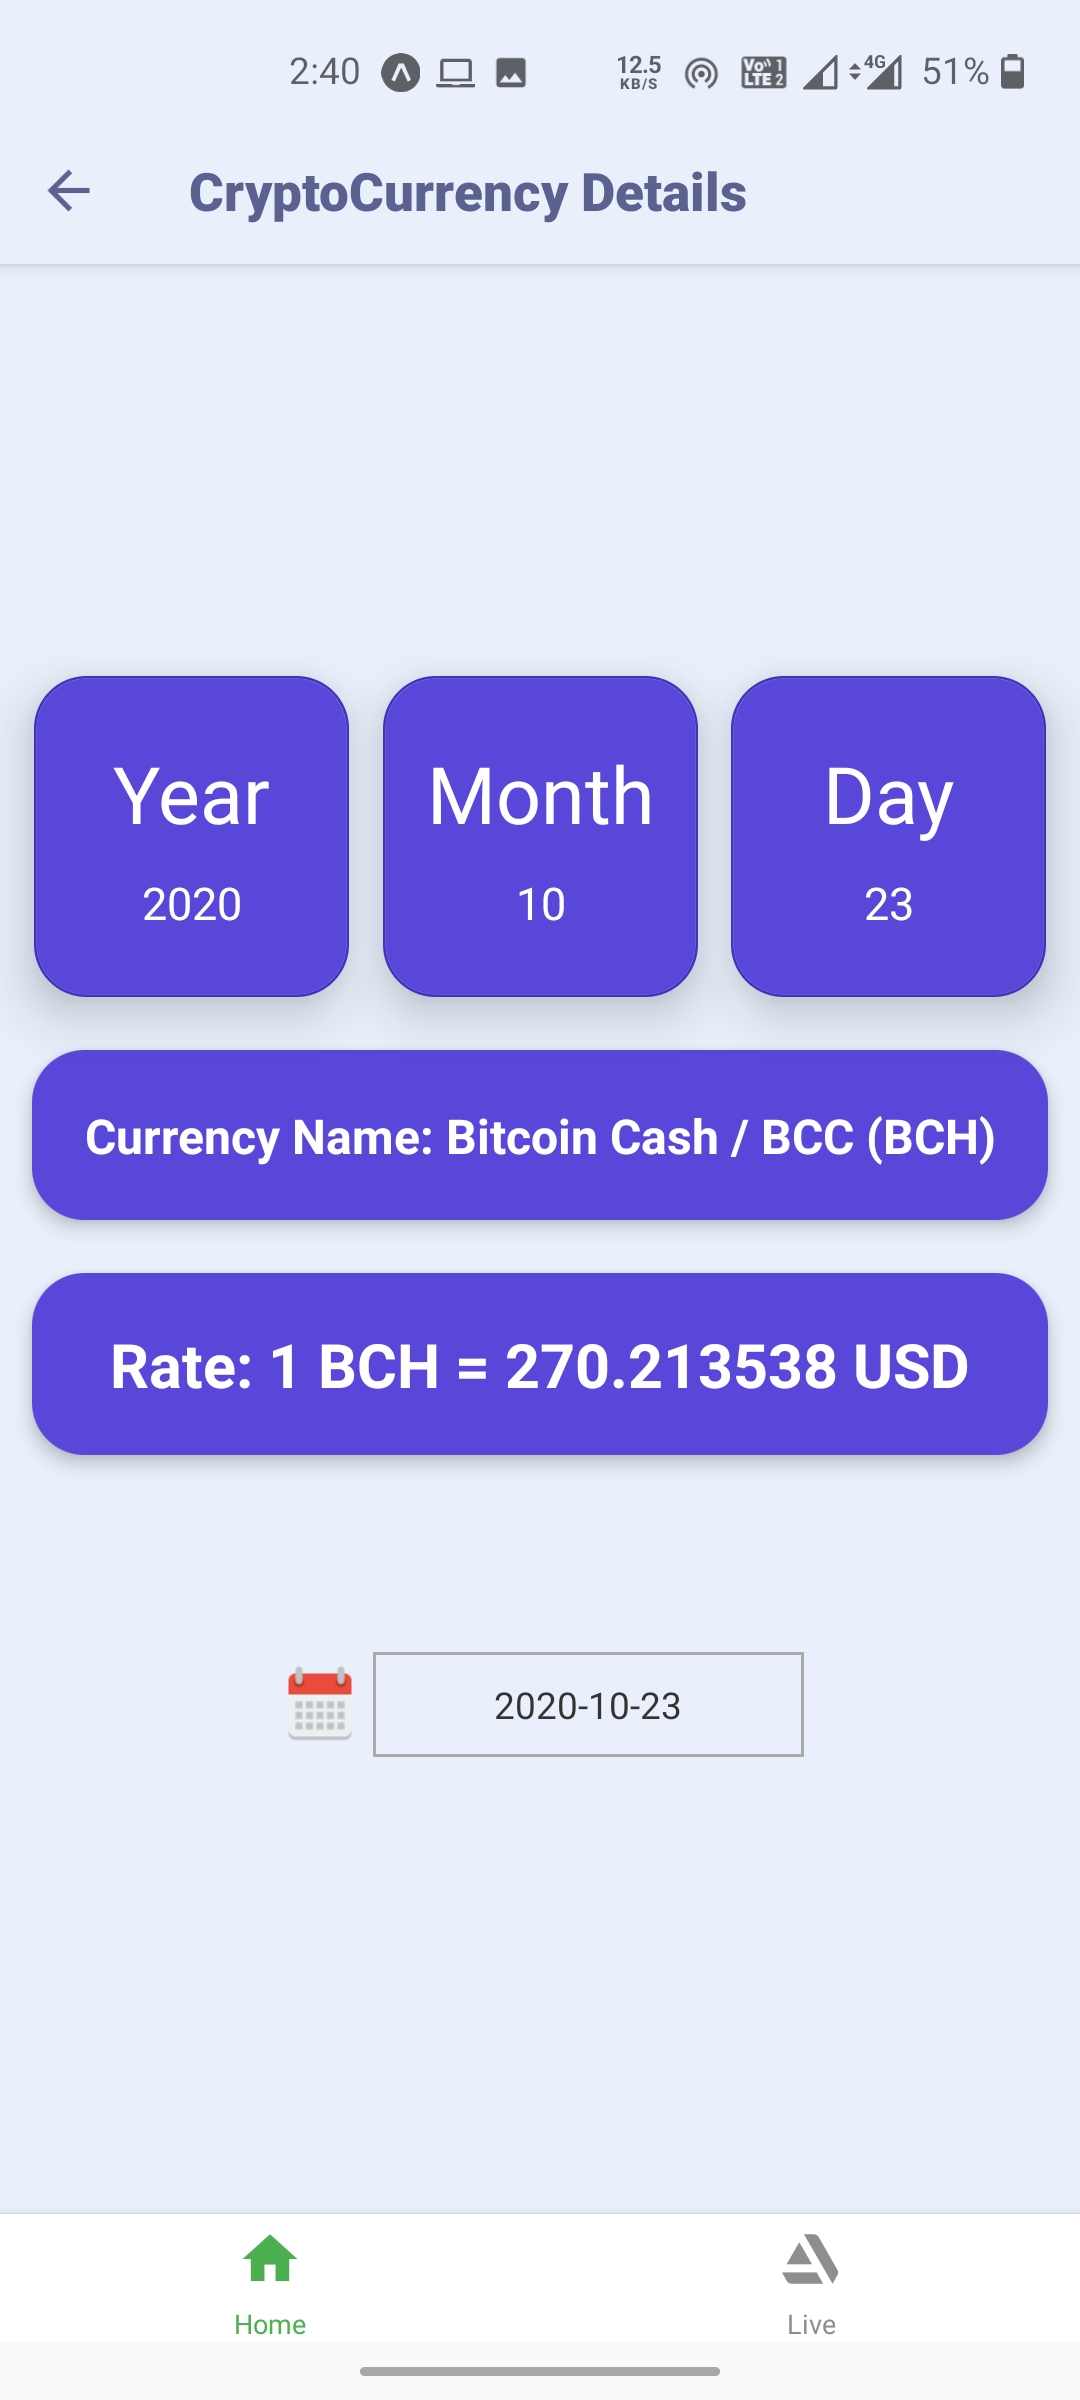 2:40 12.5 KB/S Vo LTE 1 2 4G 51%
CryptoCurrency Details
Year Month Day
2020 10 23
Currency Name: Bitcoin Cash / BCC (BCH)
Rate: 1 BCH = 270.213538 USD
2020-10-23
Home Live